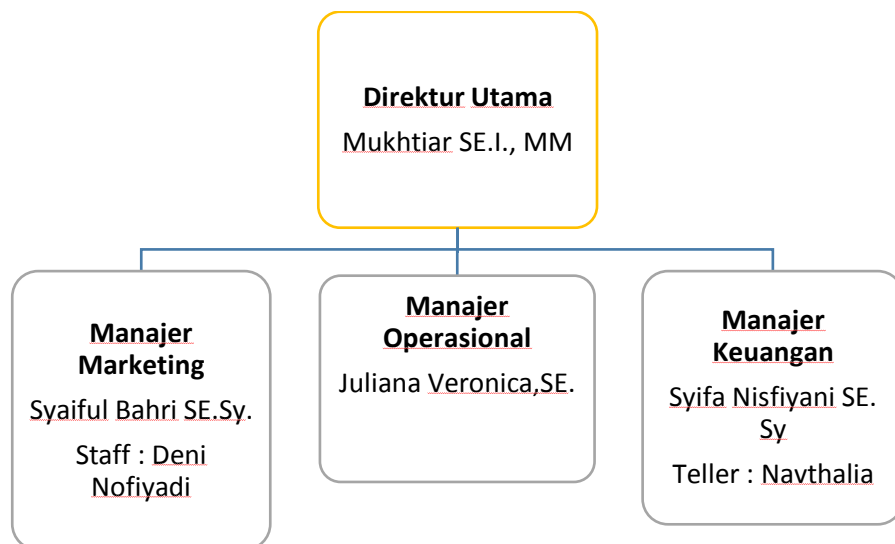 Direktur Utama
Mukhtiar SE.I., MM
Manajer
Marketing
Syaiful Bahri SE.Sy.
Staff : Deni
Nofiyadi
Manajer
Operasional
Juliana Veronica,SE.
Manajer
Keuangan
Syifa Nisfiyani SE.
Sy
Teller : Navthalia